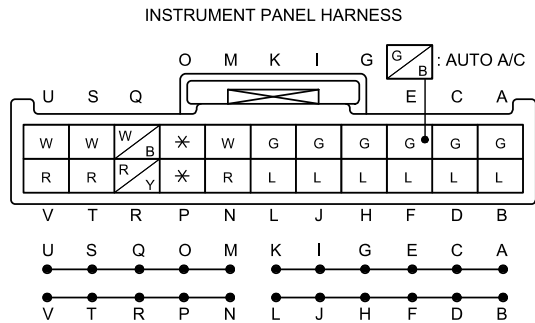 INSTRUMENT PANEL HARNESS
O M K I G G B : AUTO A/C
U S Q E C A
W W W B * W G G G G G G
R R R Y * R L L L L L L
V T R P N L J H F D B
U S Q O M K I G E C A
V T R P N L J H F D B